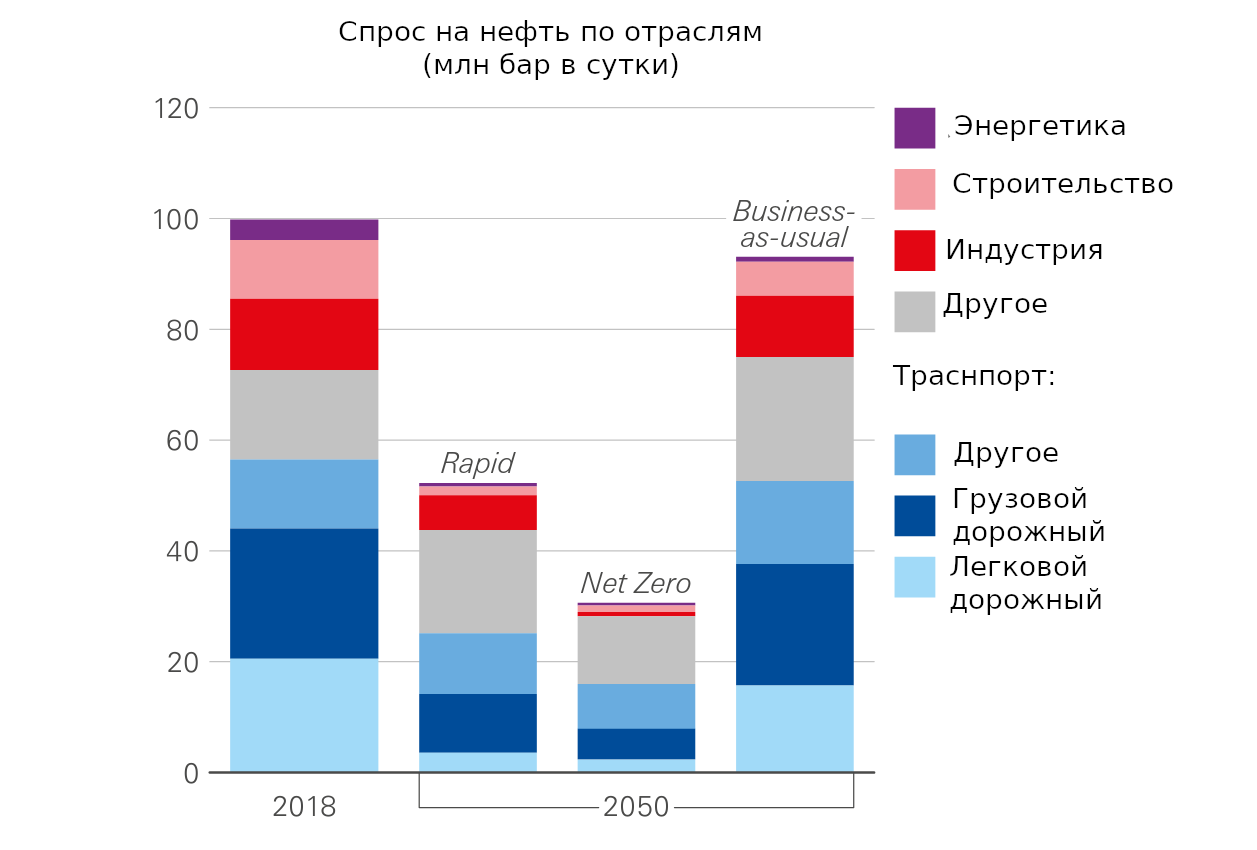 Спрос на нефть по отраслям
(млн бар в сутки)
120
100
80
60
40
20
0
Rapid
Net Zero
Business-
as-usual
2018
2050
Энергетика
Строительство
Индустрия
Другое
Траснпорт:
Другое
Грузовой
дорожный
Легковой
дорожный